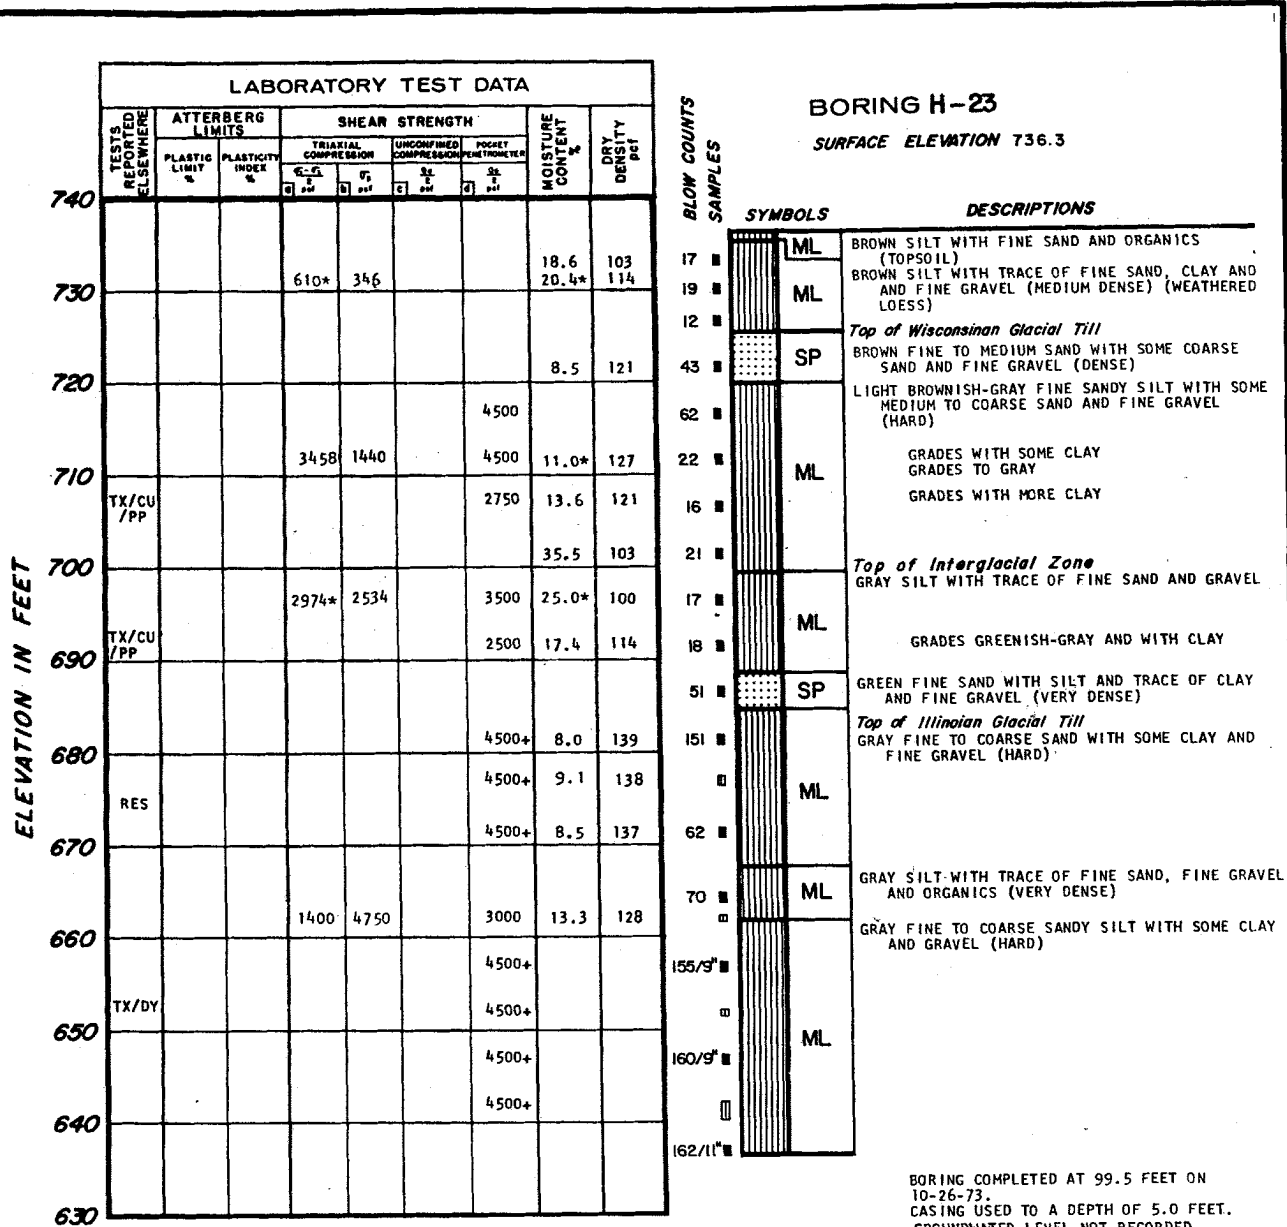 LABORATORY TEST DATA
TESTS REPORTED ELSEWHERE
ATTERBERG LIMITS
SHEAR STRENGTH
MOISTURE CONTENT %
DRY DENSITY pcf
PLASTIC LIMIT %
PLASTICITY INDEX %
TRIAXIAL COMPRESSION
UNCONFINED COMPRESSION
POCKET PENETROMETER
a psf
b psf
c psf
d psf
BLOW COUNTS
SAMPLES
BORING H-23
SURFACE ELEVATION 736.3
SYMBOLS
DESCRIPTIONS
ELEVATION IN FEET
740
ML BROWN SILT WITH FINE SAND AND ORGANICS
(TOPSOIL)
18.6 103 17
610* 346 20.4* 114 19
730
ML BROWN SILT WITH TRACE OF FINE SAND, CLAY AND
AND FINE GRAVEL (MEDIUM DENSE) (WEATHERED
LOESS)
12
Top of Wisconsinan Glacial Till
8.5 121 43 SP BROWN FINE TO MEDIUM SAND WITH SOME COARSE
SAND AND FINE GRAVEL (DENSE)
720
LIGHT BROWNISH-GRAY FINE SANDY SILT WITH SOME
MEDIUM TO COARSE SAND AND FINE GRAVEL
(HARD)
4500 62
3458 1440 4500 11.0* 127 22 ML GRADES WITH SOME CLAY
GRADES TO GRAY
710
TX/CU /PP 2750 13.6 121 16 GRADES WITH MORE CLAY
35.5 103 21
700
Top of Interglacial Zone
GRAY SILT WITH TRACE OF FINE SAND AND GRAVEL
2974* 2534 3500 25.0* 100 17 ML
TX/CU /PP 2500 17.4 114 18 GRADES GREENISH-GRAY AND WITH CLAY
690
51 SP GREEN FINE SAND WITH SILT AND TRACE OF CLAY
AND FINE GRAVEL (VERY DENSE)
Top of Illinoian Glacial Till
4500+ 8.0 139 151 GRAY FINE TO COARSE SAND WITH SOME CLAY AND
FINE GRAVEL (HARD)
680
4500+ 9.1 138 ML
RES
4500+ 8.5 137 62
670
70 ML GRAY SILT WITH TRACE OF FINE SAND, FINE GRAVEL
AND ORGANICS (VERY DENSE)
1400 4750 3000 13.3 128 GRAY FINE TO COARSE SANDY SILT WITH SOME CLAY
AND GRAVEL (HARD)
660
4500+ 155/9"
TX/DY 4500+
650
ML
4500+ 160/9"
4500+
640
162/11"
BORING COMPLETED AT 99.5 FEET ON
10-26-73.
CASING USED TO A DEPTH OF 5.0 FEET.
GROUNDWATER LEVEL NOT RECORDED
630